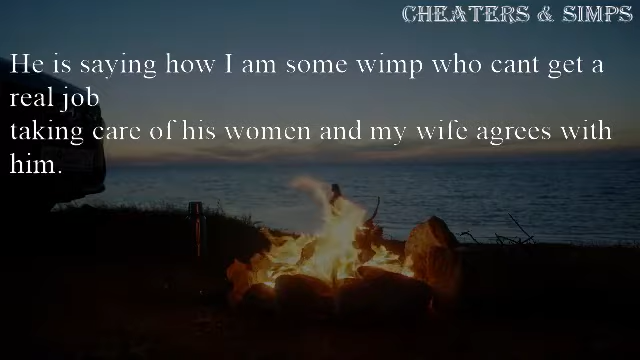 CHEATERS & SIMPS
He is saying how I am some wimp who cant get a
real job
taking care of his women and my wife agrees with
him.